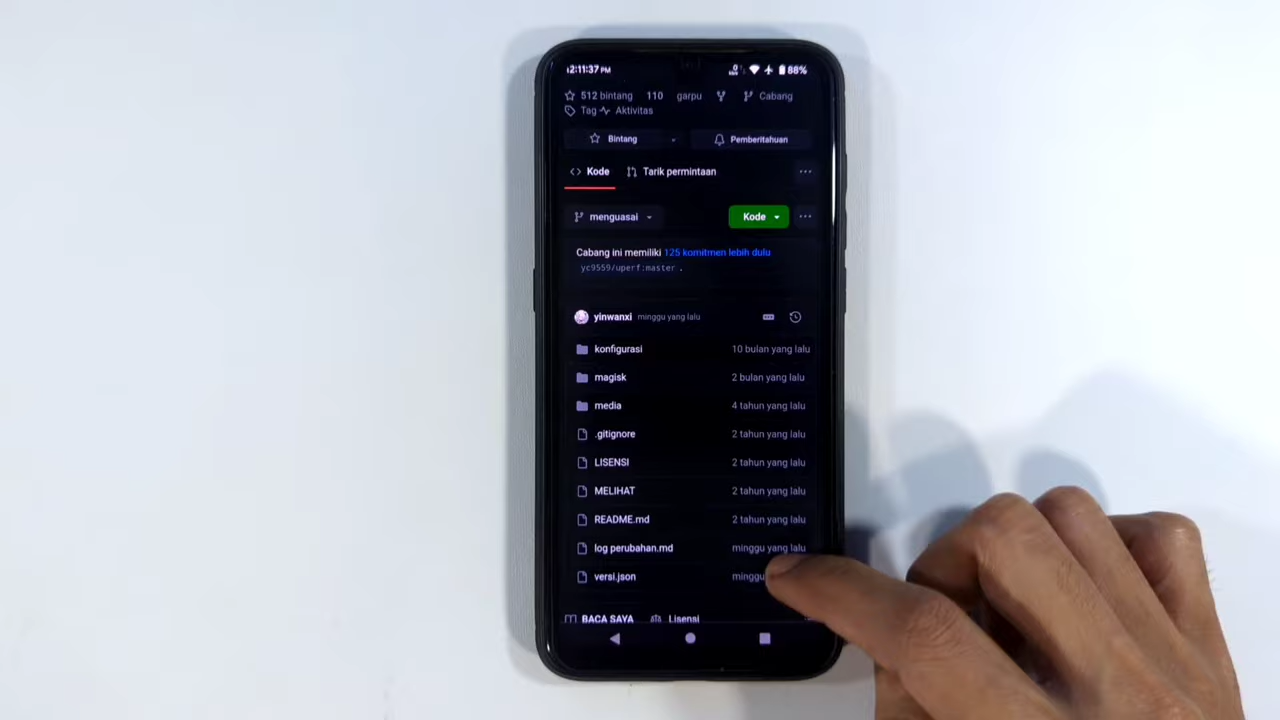 2:11:37 PM 86%
512 bintang 110 garpu Cabang
Tag Aktivitas
Bintang Pemberitahuan
Kode Tarik permintaan ...
menguasai Kode ...
Cabang ini memiliki 125 komitmen lebih dulu
yc9559/uperf:master .
yinwanxi minggu yang lalu
konfigurasi 10 bulan yang lalu
magisk 2 bulan yang lalu
media 4 tahun yang lalu
.gitignore 2 tahun yang lalu
LISENSI 2 tahun yang lalu
MELIHAT 2 tahun yang lalu
README.md 2 tahun yang lalu
log perubahan.md minggu yang lalu
versi.json minggu
BACA SAYA Lisensi